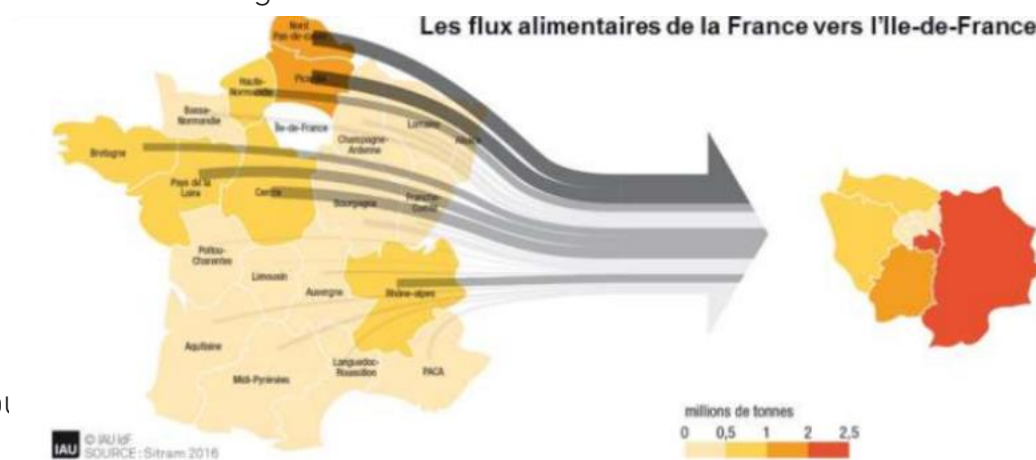 Les flux alimentaires de la France vers l'Ile-de-France
Nord
Pas-de-Calais
Picardie
Haute-
Normandie
Basse-
Normandie
Île-de-France
Lorraine
Alsace
Champagne-
Ardenne
Bretagne
Pays de la
Loire
Centre
Bourgogne
Franche-
Comté
Poitou-
Charentes
Limousin
Auvergne
Rhône-alpes
Aquitaine
Midi-Pyrénées
Languedoc-
Roussillon
PACA
millions de tonnes
0 0,5 1 2 2,5
IAU
© IAU îdF
SOURCE : Sitram 2016